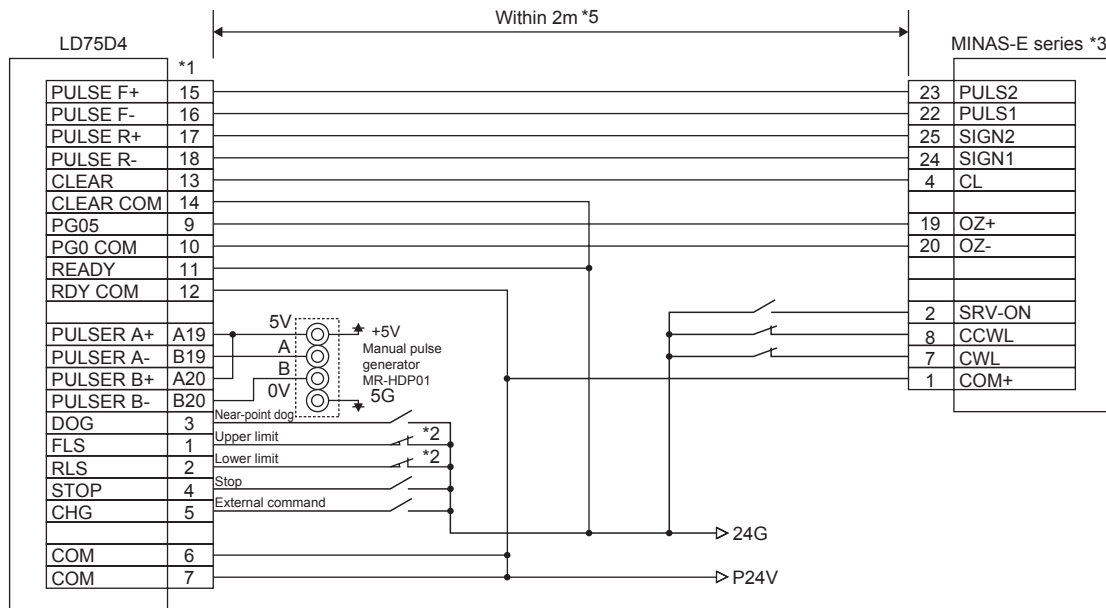 Within 2m *5
LD75D4
MINAS-E series *3
*1
PULSE F+ 15 23 PULS2
PULSE F- 16 22 PULS1
PULSE R+ 17 25 SIGN2
PULSE R- 18 24 SIGN1
CLEAR 13 4 CL
CLEAR COM 14
PG05 9 19 OZ+
PG0 COM 10 20 OZ-
READY 11
RDY COM 12
2 SRV-ON
8 CCWL
7 CWL
1 COM+
PULSER A+ A19 5V +5V
PULSER A- B19 A
PULSER B+ A20 B
PULSER B- B20 0V 5G
Manual pulse
generator
MR-HDP01
DOG 3 Near-point dog
FLS 1 Upper limit *2
RLS 2 Lower limit *2
STOP 4 Stop
CHG 5 External command
24G
COM 6
COM 7 P24V